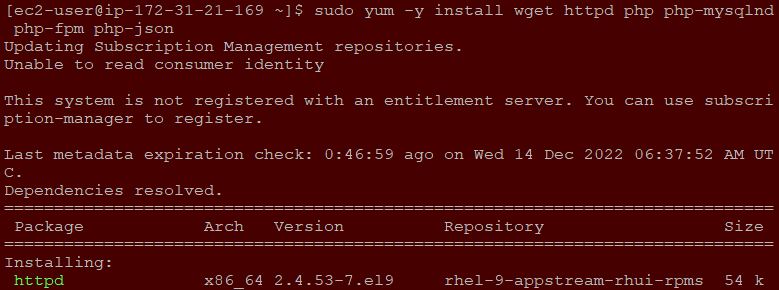 [ec2-user@ip-172-31-21-169 ~]$ sudo yum -y install wget httpd php php-mysqlnd
 php-fpm php-json
Updating Subscription Management repositories.
Unable to read consumer identity

This system is not registered with an entitlement server. You can use subscri
ption-manager to register.

Last metadata expiration check: 0:46:59 ago on Wed 14 Dec 2022 06:37:52 AM UT
C.
Dependencies resolved.
=============================================================================
 Package            Arch   Version          Repository                  Size
=============================================================================
Installing:
 httpd              x86_64 2.4.53-7.el9     rhel-9-appstream-rhui-rpms  54 k